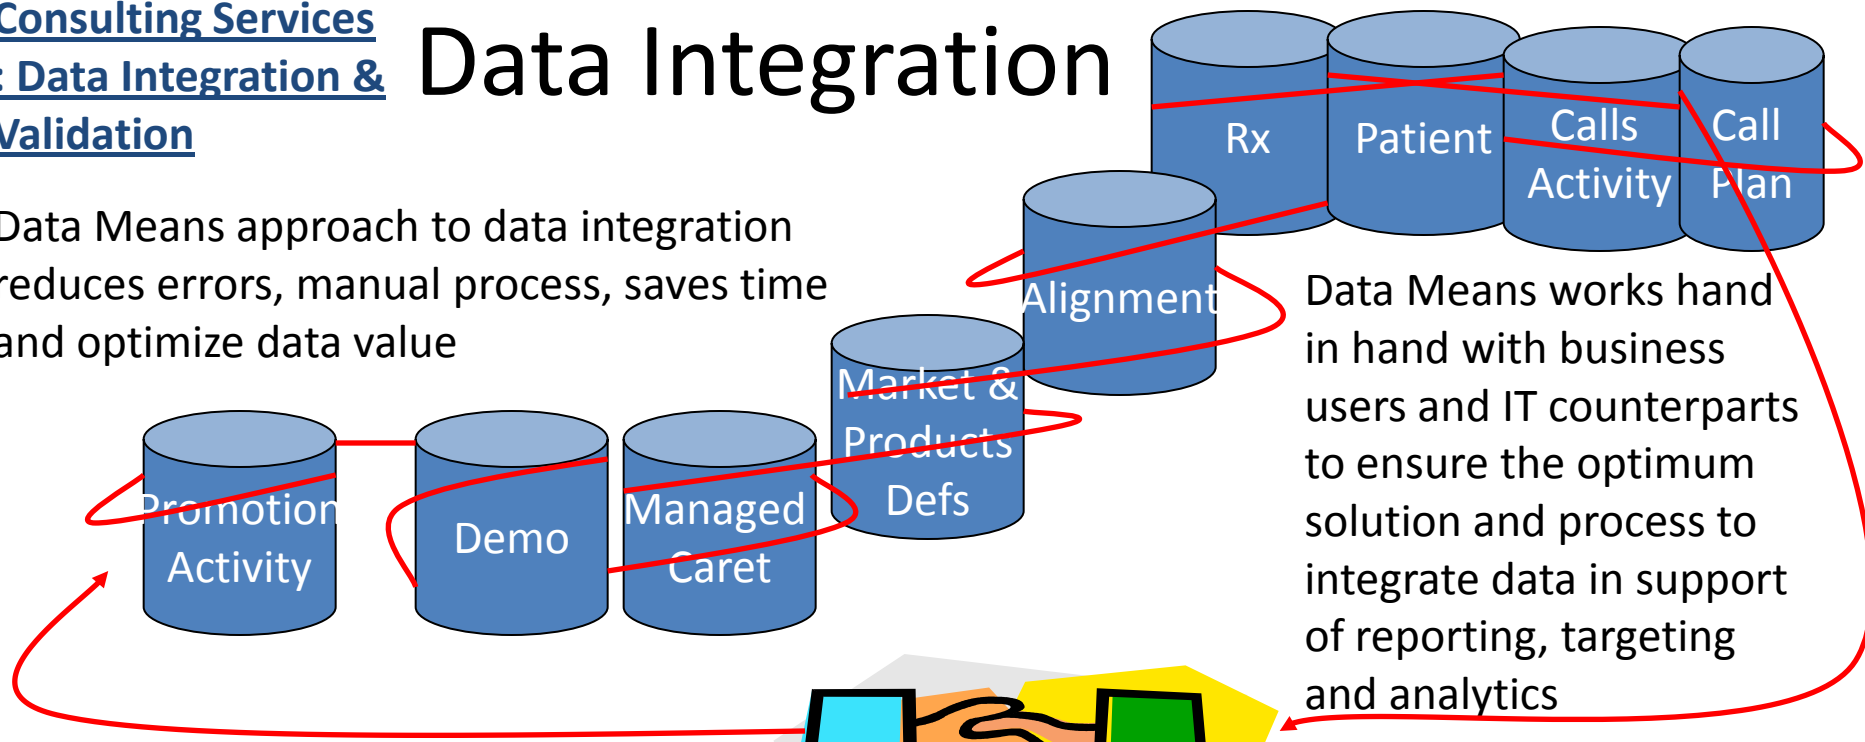 Consulting Services
: Data Integration &
Validation
Data Integration
Data Means approach to data integration
reduces errors, manual process, saves time
and optimize data value
Rx
Patient
Calls
Activity
Call
Plan
Alignment
Market &
Products
Defs
Managed
Caret
Demo
Promotion
Activity
Data Means works hand
in hand with business
users and IT counterparts
to ensure the optimum
solution and process to
integrate data in support
of reporting, targeting
and analytics